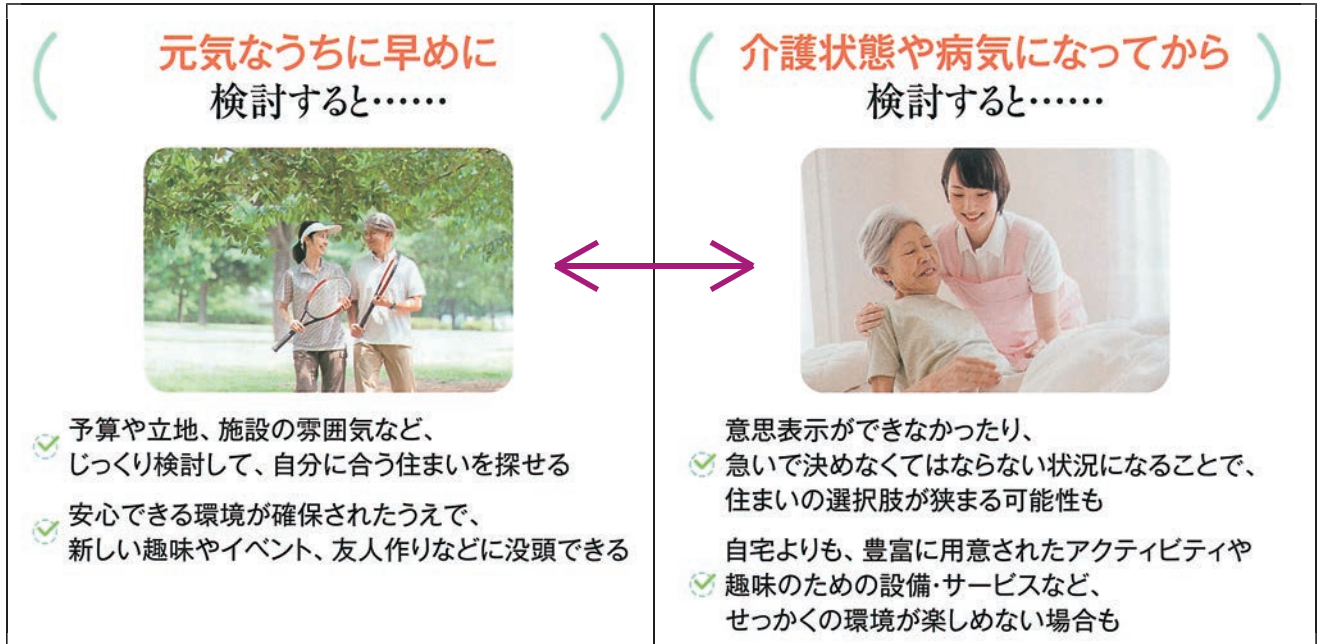 元気なうちに早めに
検討すると……
予算や立地、施設の雰囲気など、
じっくり検討して、自分に合う住まいを探せる
安心できる環境が確保されたうえで、
新しい趣味やイベント、友人作りなどに没頭できる
介護状態や病気になってから
検討すると……
意思表示ができなかったり、
急いで決めなくてはならない状況になることで、
住まいの選択肢が狭まる可能性も
自宅よりも、豊富に用意されたアクティビティや
趣味のための設備・サービスなど、
せっかくの環境が楽しめない場合も